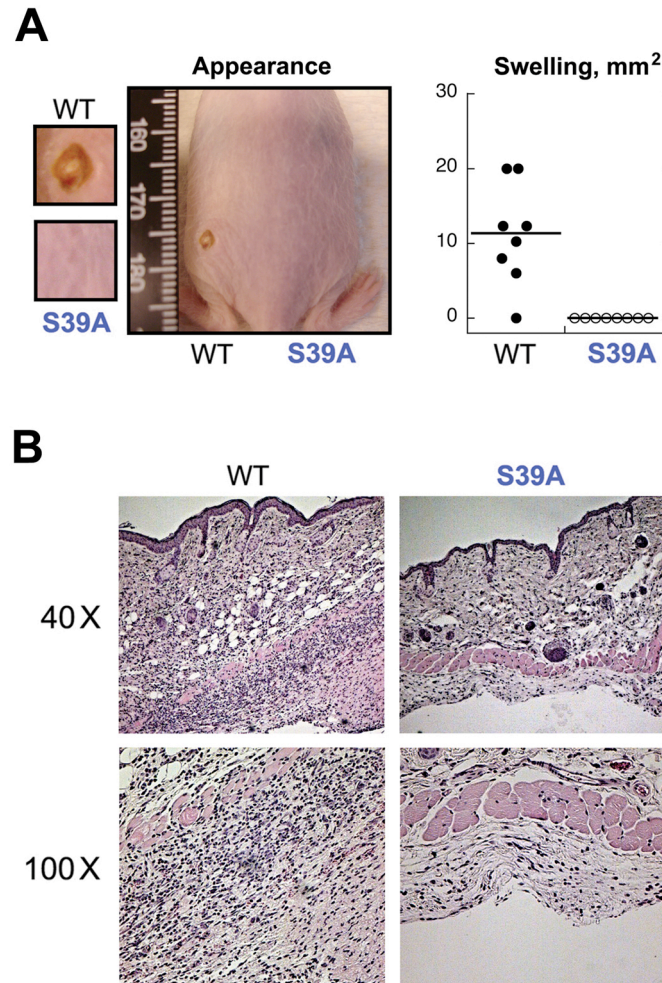 A
Appearance
Swelling, mm²
WT
S39A
160
170
180
WT
S39A
30
20
10
0
WT
S39A
B
WT
S39A
40X
100X